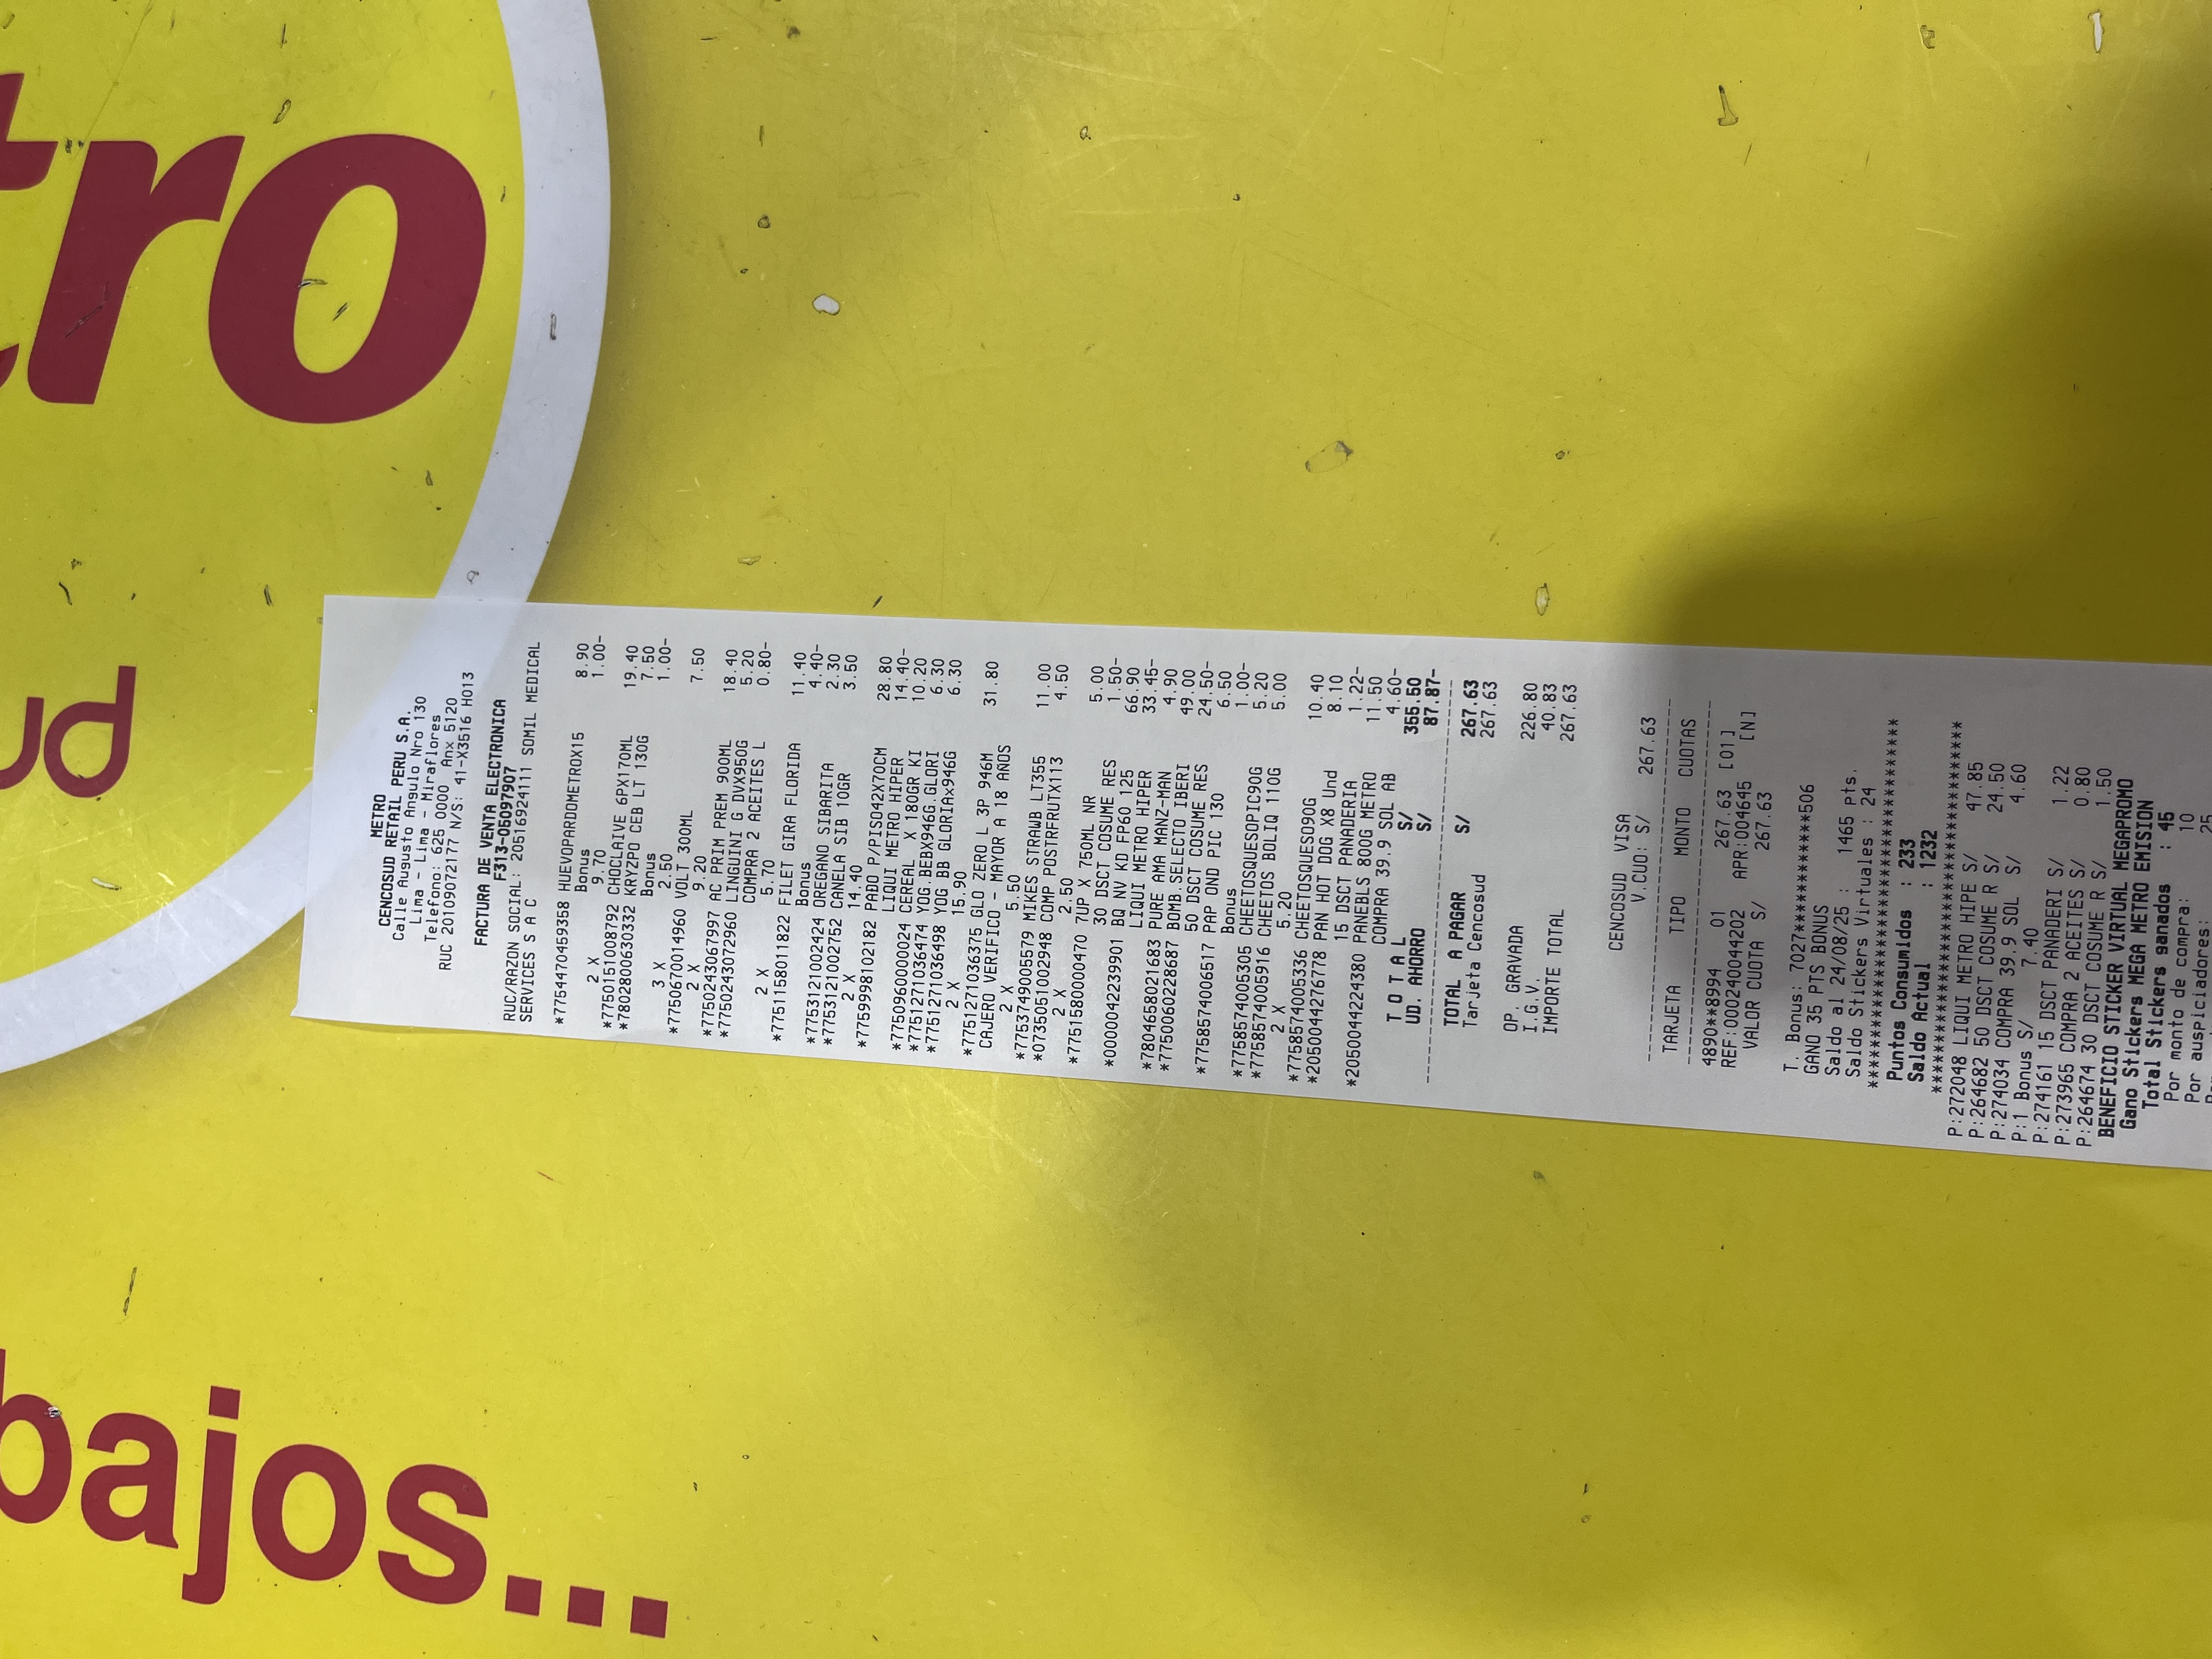 bajos...
ud
tro
METRO
CENCOSUD RETAIL PERU S.A.
Calle Augusto Angulo Nro 130
Lima - Lima - Miraflores
Telefono: 625 0000 Anx 5120
RUC 20109072177 N/S: 41-X3516 H013
FACTURA DE VENTA ELECTRONICA
F313-05097907
RUC/RAZON SOCIAL: 20516924111 SOMIL MEDICAL
SERVICES S A C
*7754470459358 HUEVOPARDOMETROX15 8.90
Bonus 1.00-
2 X 9.70
*7750151008792 CHOCLAIVE 6PX170ML 19.40
*7802800630332 KRYZPO CEB LT 130G 7.50
Bonus 1.00-
3 X 2.50
*7750670014960 VOLT 300ML 7.50
2 X 9.20
*7750243067997 AC PRIM PREM 900ML 18.40
*7750243072960 LINGUINI G DVX950G 5.20
COMPRA 2 ACEITES L 0.80-
2 X 5.70
*7751158011822 FILET GIRA FLORIDA 11.40
Bonus 4.40-
*7753121002424 OREGANO SIBARITA 2.30
*7753121002752 CANELA SIB 10GR 3.50
2 X 14.40
*7759998102182 PAÐO P/PISO42X70CM 28.80
LIQUI METRO HIPER 14.40-
*7750960000024 CEREAL X 180GR KI 10.20
*7751271036474 YOG.BEBX946G.GLORI 6.30
*7751271036498 YOG BB GLORIAx946G 6.30
2 X 15.90
*7751271036375 GLO ZERO L 3P 946M 31.80
CAJERO VERIFICO - MAYOR A 18 AÑOS
2 X 5.50
*7753749005579 MIKES STRAWB LT355 11.00
*0735051002948 COMP POSTRFRUTX113 4.50
2 X 2.50
*7751580000470 7UP X 750ML NR 5.00
30 DSCT COSUME RES 1.50-
*0000042239901 BQ NV KD FP60 125 66.90
LIQUI METRO HIPER 33.45-
*7804658021683 PURE AMA MANZ-MAN 4.90
*7750060228687 BOMB.SELECTO IBERI 49.00
50 DSCT COSUME RES 24.50-
*7758574006517 PAP OND PIC 130 6.50
Bonus 1.00-
*7758574005305 CHEETOSQUESOPIC90G 5.20
*7758574005916 CHEETOS BOLIQ 110G 5.00
2 X 5.20
*7758574005336 CHEETOSQUESO90G 10.40
*2050044276778 PAN HOT DOG X8 Und 8.10
15 DSCT PANADERIA 1.22-
*2050044224380 PANEBLS 800G METRO 11.50
COMPRA 39.9 SOL AB 4.60-
T O T A L S/ 355.50
UD. AHORRO S/ 87.87-
TOTAL A PAGAR S/ 267.63
Tarjeta Cencosud 267.63
OP. GRAVADA 226.80
I.G.V. 40.83
IMPORTE TOTAL 267.63
CENCOSUD VISA
V.CUO: S/ 267.63
TARJETA TIPO MONTO CUOTAS
4890**8994 01 267.63 [01]
REF:000240044202 APR:004645 [N]
VALOR CUOTA S/ 267.63
T. Bonus: 7027************506
GANO 35 PTS BONUS
Saldo al 24/08/25 : 1465 pts.
Saldo Stickers Virtuales : 24
*************************************
Puntos Consumidos : 233
Saldo Actual : 1232
*************************************
P:272048 LIQUI METRO HIPE S/ 47.85
P:264682 50 DSCT COSUME R S/ 24.50
P:274034 COMPRA 39.9 SOL S/ 4.60
P:1 Bonus S/ 7.40
P:274161 15 DSCT PANADERI S/ 1.22
P:273965 COMPRA 2 ACEITES S/ 0.80
P:264674 30 DSCT COSUME R S/ 1.50
BENEFICIO STICKER VIRTUAL MEGAPROMO
Gano Stickers MEGA METRO EMISION
Total Stickers ganados : 45
Por monto de compra: 10
Por auspiciadores: 25